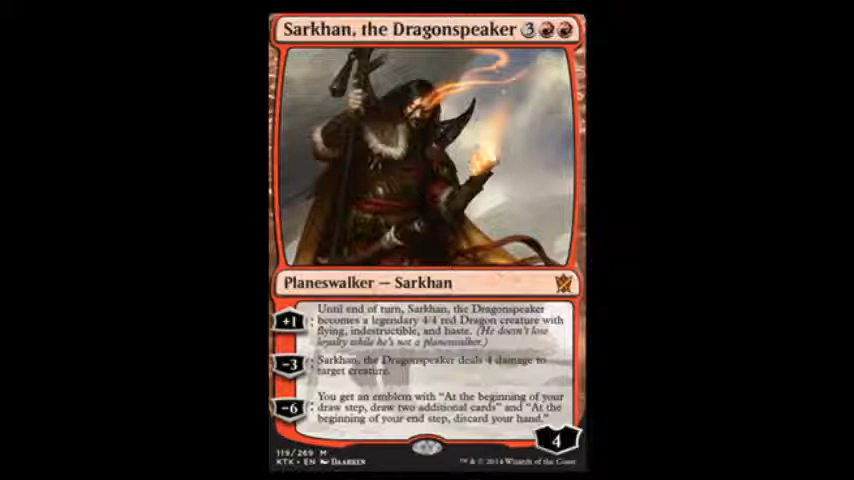 Sarkhan, the Dragonspeaker 3
Planeswalker — Sarkhan
+1: Until end of turn, Sarkhan, the Dragonspeaker
becomes a legendary 4/4 red Dragon creature with
flying, indestructible, and haste. (He doesn't lose
loyalty while he's not a planeswalker.)
-3: Sarkhan, the Dragonspeaker deals 4 damage to
target creature.
-6: You get an emblem with "At the beginning of your
draw step, draw two additional cards" and "At the
beginning of your end step, discard your hand."
4
119/269 M
KTK • EN Daarken
™ & © 2014 Wizards of the Coast